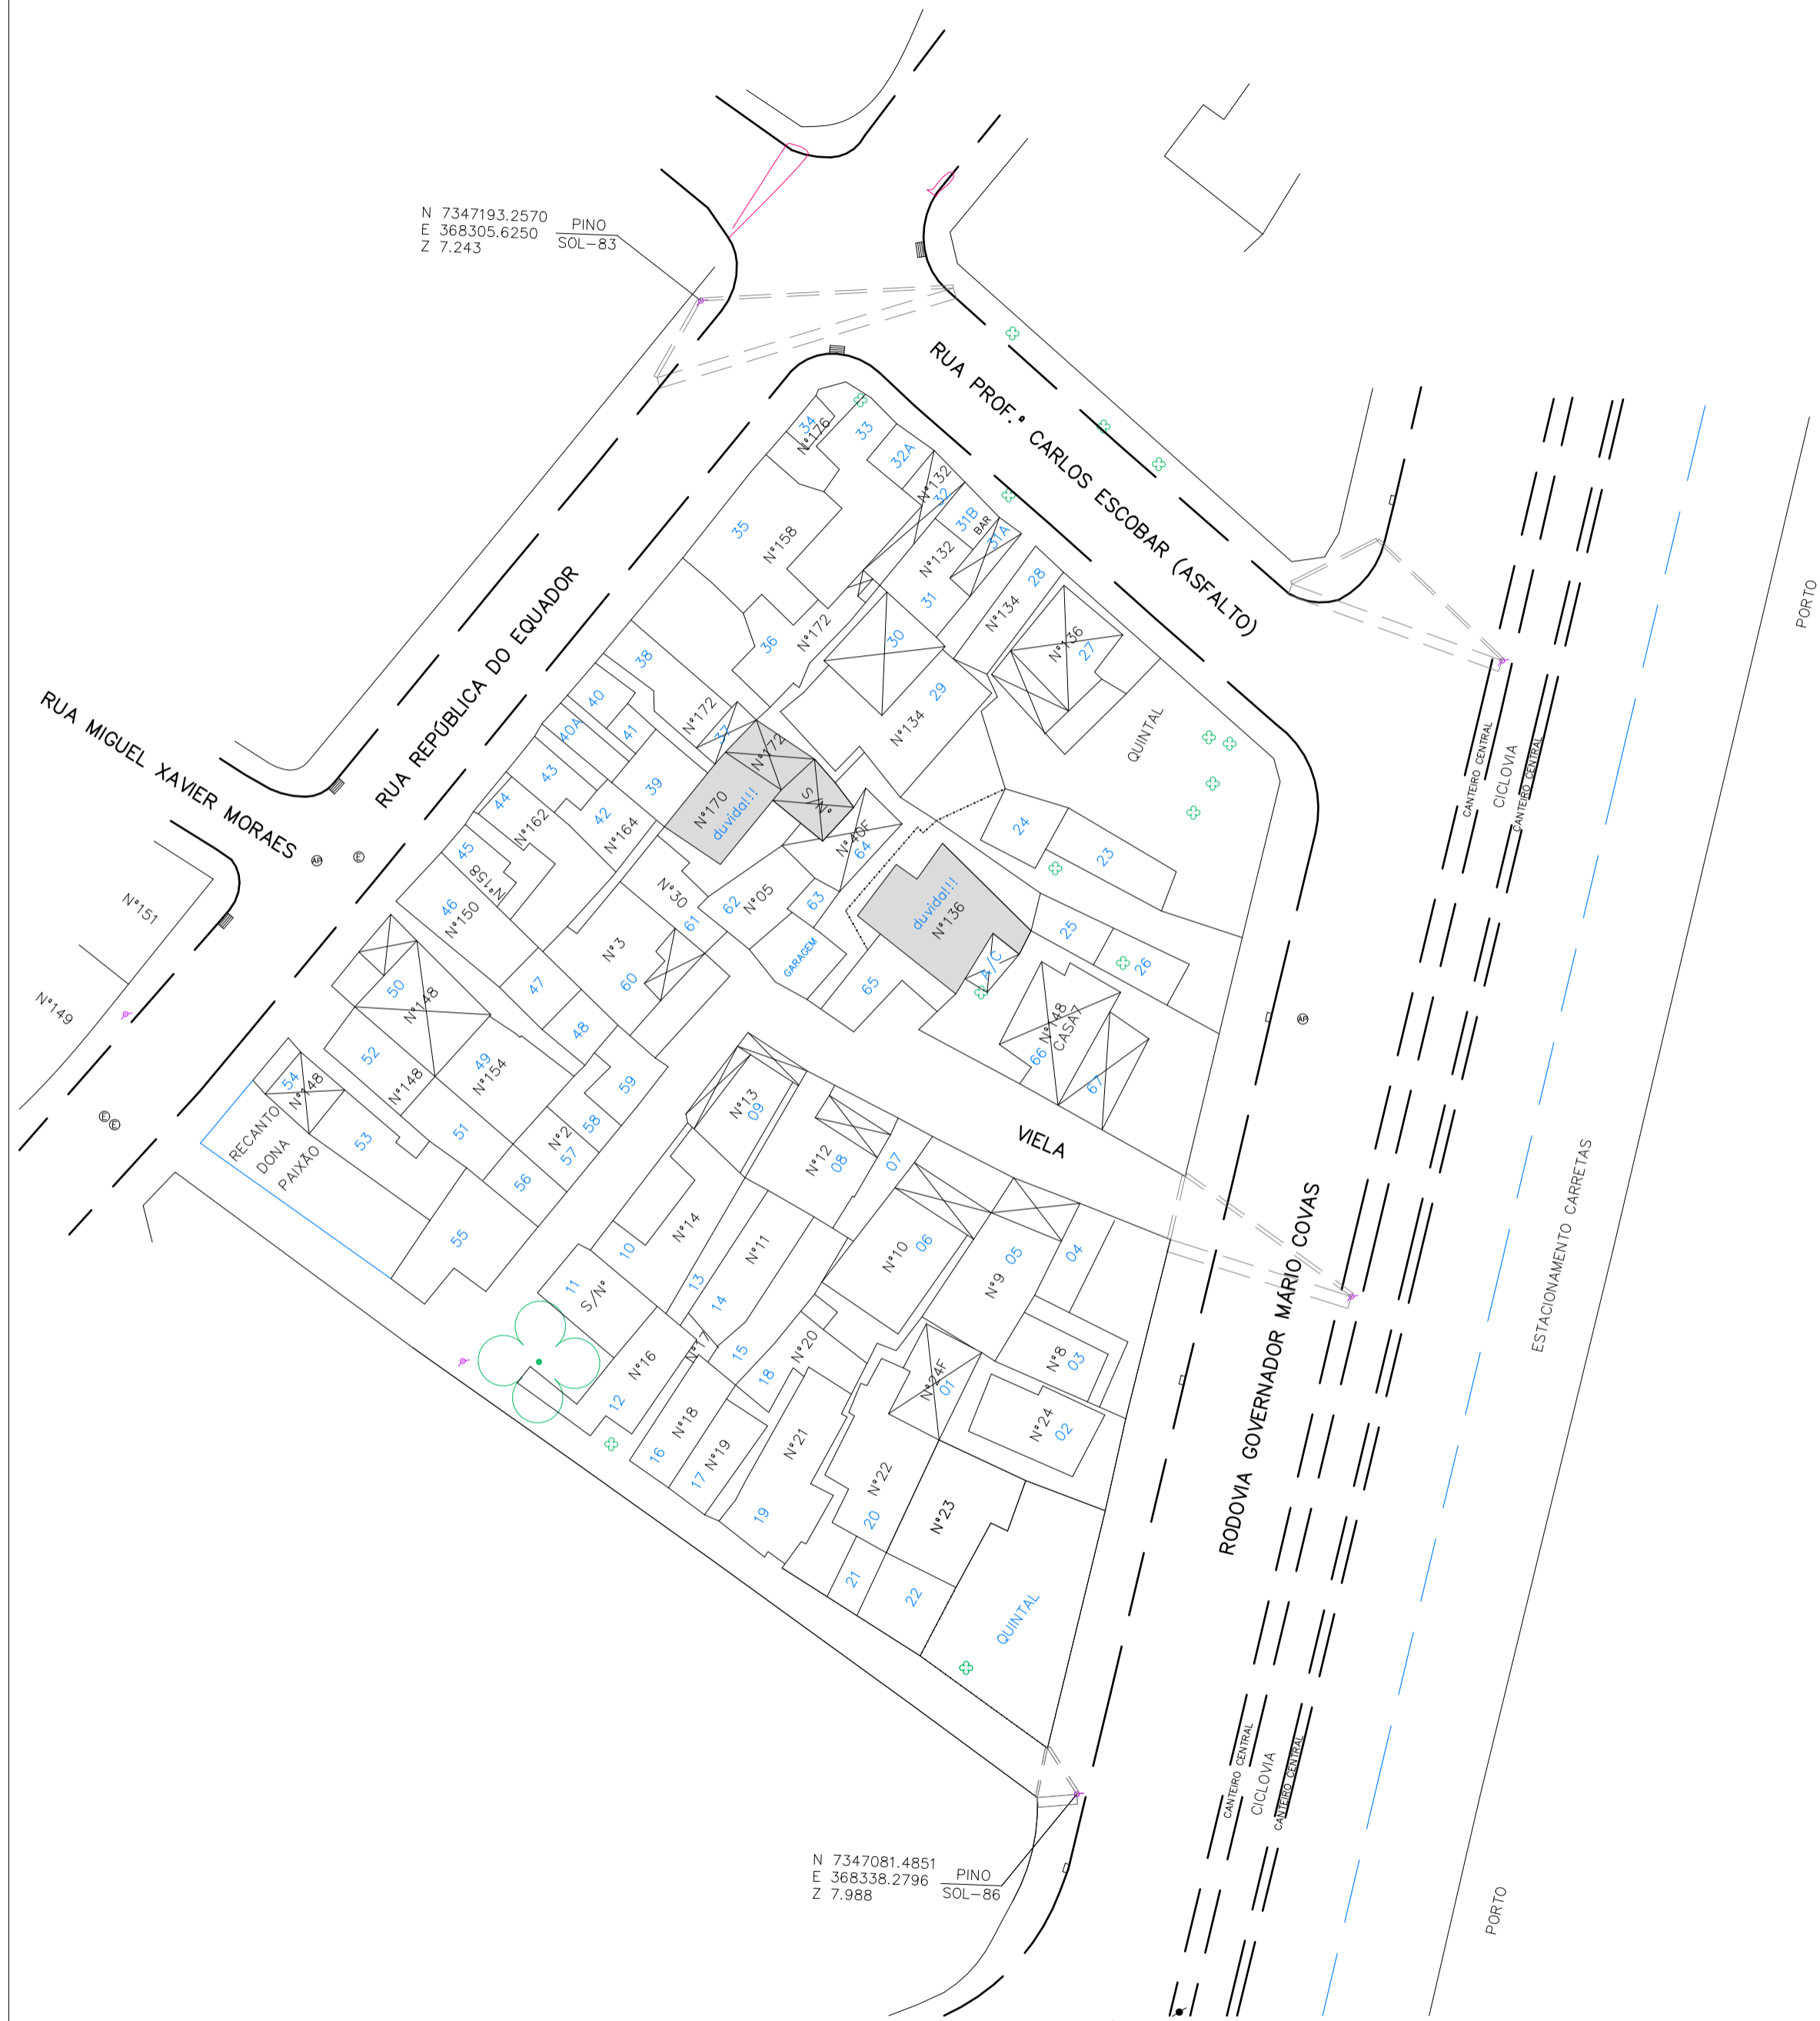 N 7347193.2570
E 368305.6250
Z 7.243
PINO
SOL-83
RUA PROF.ª CARLOS ESCOBAR (ASFALTO)
RUA REPÚBLICA DO EQUADOR
RUA MIGUEL XAVIER MORAES
34
N°176
33
32A
N°132
32
31B
BAR
31A
35
N°158
N°132
31
28
N°134
N°136
27
36
N°172
30
29
N°134
QUINTAL
38
N°172
37
N°172
40
40A
41
43
39
N°170
duvida!!!
S/N°
44
N°162
42
N°164
N°40F
64
24
23
45
N°158
46
N°150
N°30
61
62
N°05
63
duvida!!!
N°136
A/C
25
26
N°3
60
GARAGEM
65
N°151
N°149
50
N°148
47
48
49
N°154
52
N°148
N°148
CASA7
66
67
54
N°148
53
51
59
58
N°2
57
56
55
RECANTO
DONA
PAIXÃO
VIELA
N°13
09
N°12
08
07
N°14
10
N°11
13
14
N°10
06
05
N°9
04
11
S/N°
N°16
12
N°17
15
18
N°20
N°8
03
N°24F
01
N°24
02
16
N°18
17
N°19
N°21
19
N°22
20
N°23
21
22
QUINTAL
RODOVIA GOVERNADOR MÁRIO COVAS
CANTEIRO CENTRAL
CICLOVIA
CANTEIRO CENTRAL
ESTACIONAMENTO CARRETAS
PORTO
CANTEIRO CENTRAL
CICLOVIA
CANTEIRO CENTRAL
PORTO
AP
E
E
E
AP
N 7347081.4851
E 368338.2796
Z 7.988
PINO
SOL-86